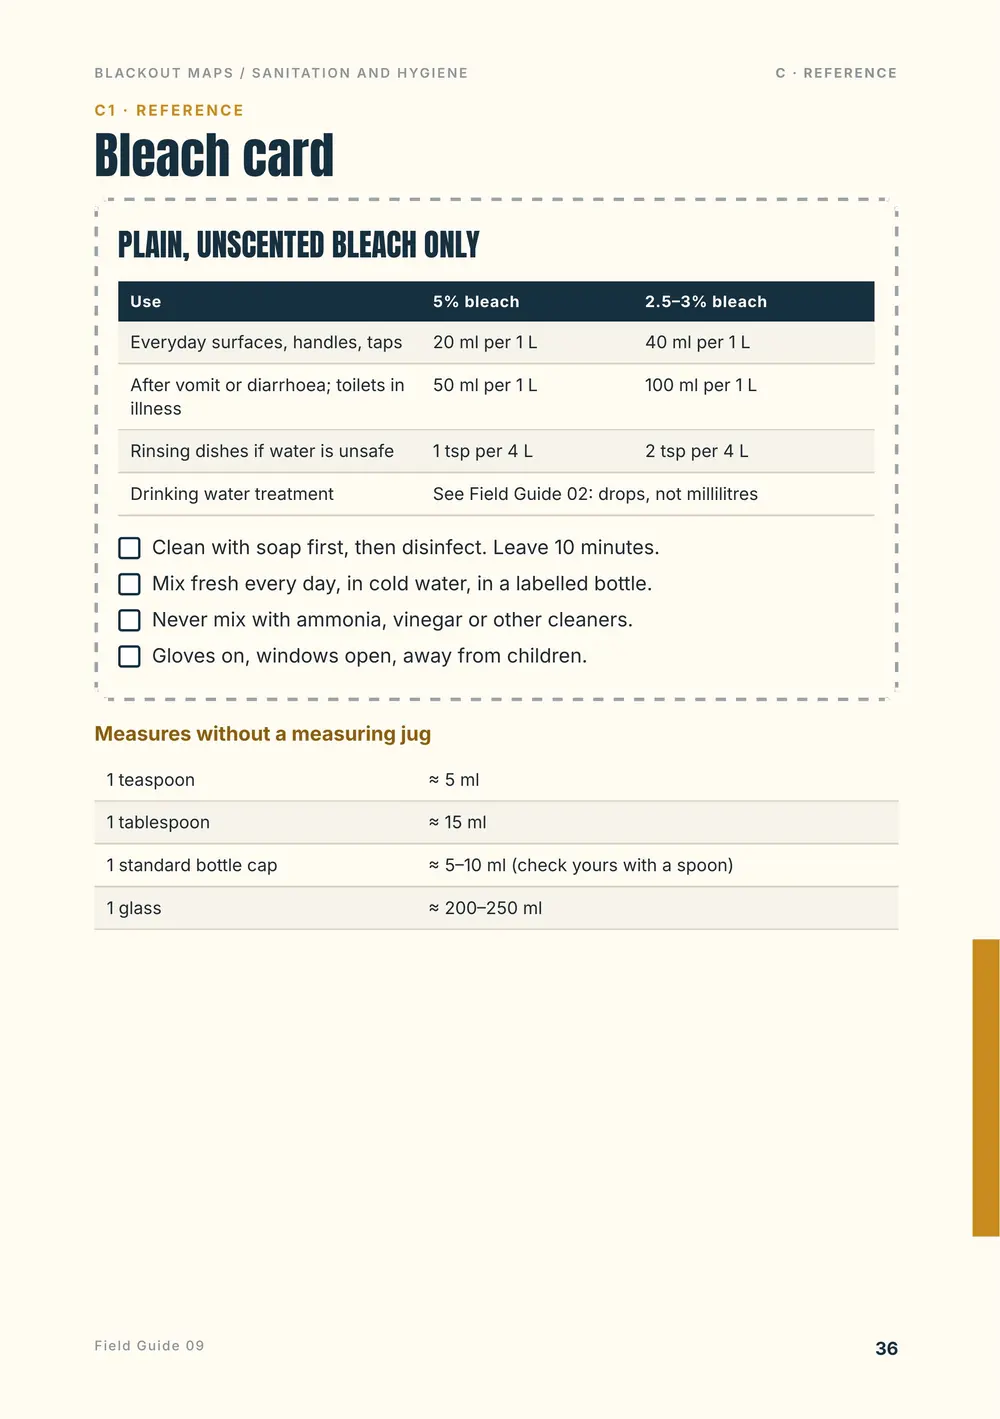 BLACKOUT MAPS / SANITATION AND HYGIENE
C · REFERENCE
C1 · REFERENCE
Bleach card
PLAIN, UNSCENTED BLEACH ONLY
Use 5% bleach 2.5–3% bleach
Everyday surfaces, handles, taps 20 ml per 1 L 40 ml per 1 L
After vomit or diarrhoea; toilets in 50 ml per 1 L 100 ml per 1 L
illness
Rinsing dishes if water is unsafe 1 tsp per 4 L 2 tsp per 4 L
Drinking water treatment See Field Guide 02: drops, not millilitres
Clean with soap first, then disinfect. Leave 10 minutes.
Mix fresh every day, in cold water, in a labelled bottle.
Never mix with ammonia, vinegar or other cleaners.
Gloves on, windows open, away from children.
Measures without a measuring jug
1 teaspoon ≈ 5 ml
1 tablespoon ≈ 15 ml
1 standard bottle cap ≈ 5–10 ml (check yours with a spoon)
1 glass ≈ 200–250 ml
Field Guide 09
36